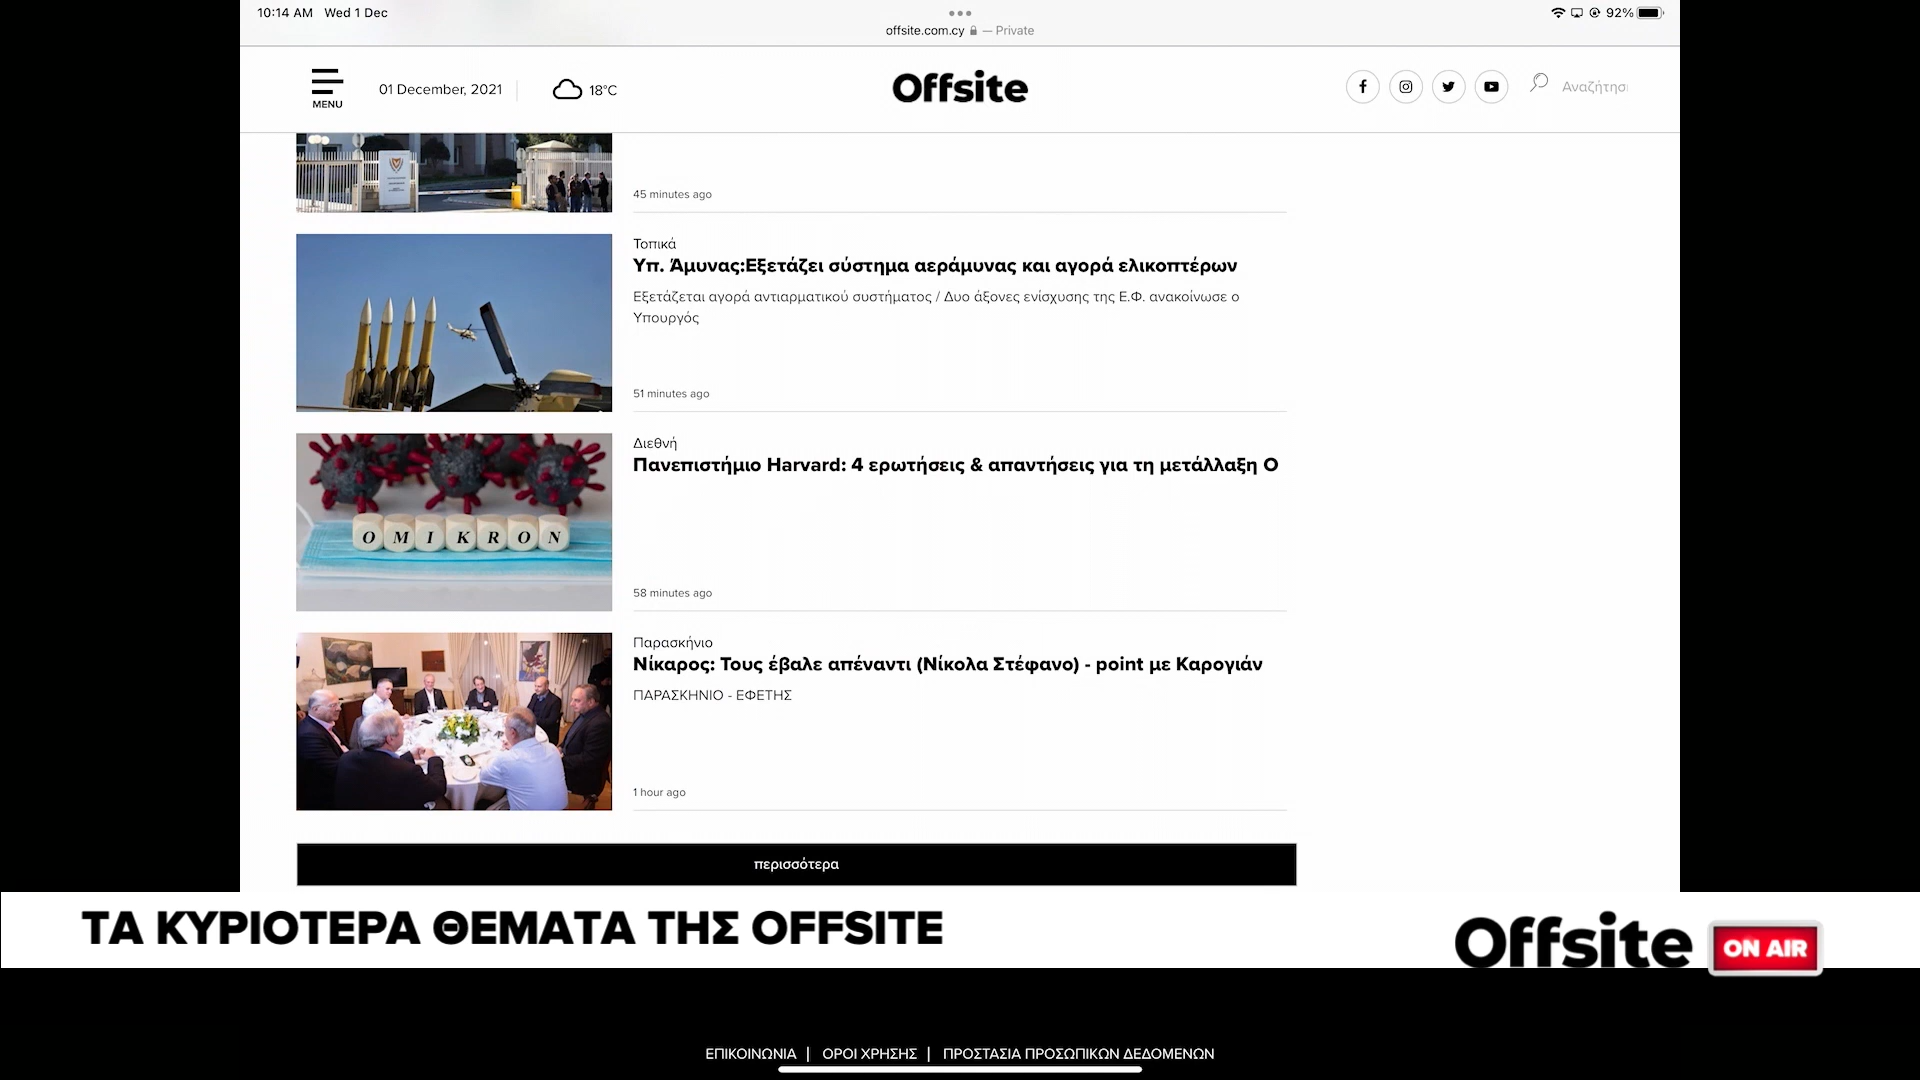 10:14 AM Wed 1 Dec
92%
offsite.com.cy — Private
MENU
01 December, 2021
18°C
Offsite
Αναζήτησ
45 minutes ago
Τοπικά
Υπ. Άμυνας:Εξετάζει σύστημα αεράμυνας και αγορά ελικοπτέρων
Εξετάζεται αγορά αντιαρματικού συστήματος / Δυο άξονες ενίσχυσης της Ε.Φ. ανακοίνωσε ο
Υπουργός
51 minutes ago
Διεθνή
Πανεπιστήμιο Harvard: 4 ερωτήσεις & απαντήσεις για τη μετάλλαξη Ο
OMIKRON
58 minutes ago
Παρασκήνιο
Νίκαρος: Τους έβαλε απέναντι (Νίκολα Στέφανο) - point με Καρογιάν
ΠΑΡΑΣΚΗΝΙΟ - ΕΦΕΤΗΣ
1 hour ago
περισσότερα
ΤΑ ΚΥΡΙΟΤΕΡΑ ΘΕΜΑΤΑ ΤΗΣ OFFSITE
Offsite ON AIR
ΕΠΙΚΟΙΝΩΝΙΑ | ΟΡΟΙ ΧΡΗΣΗΣ | ΠΡΟΣΤΑΣΙΑ ΠΡΟΣΩΠΙΚΩΝ ΔΕΔΟΜΕΝΩΝ